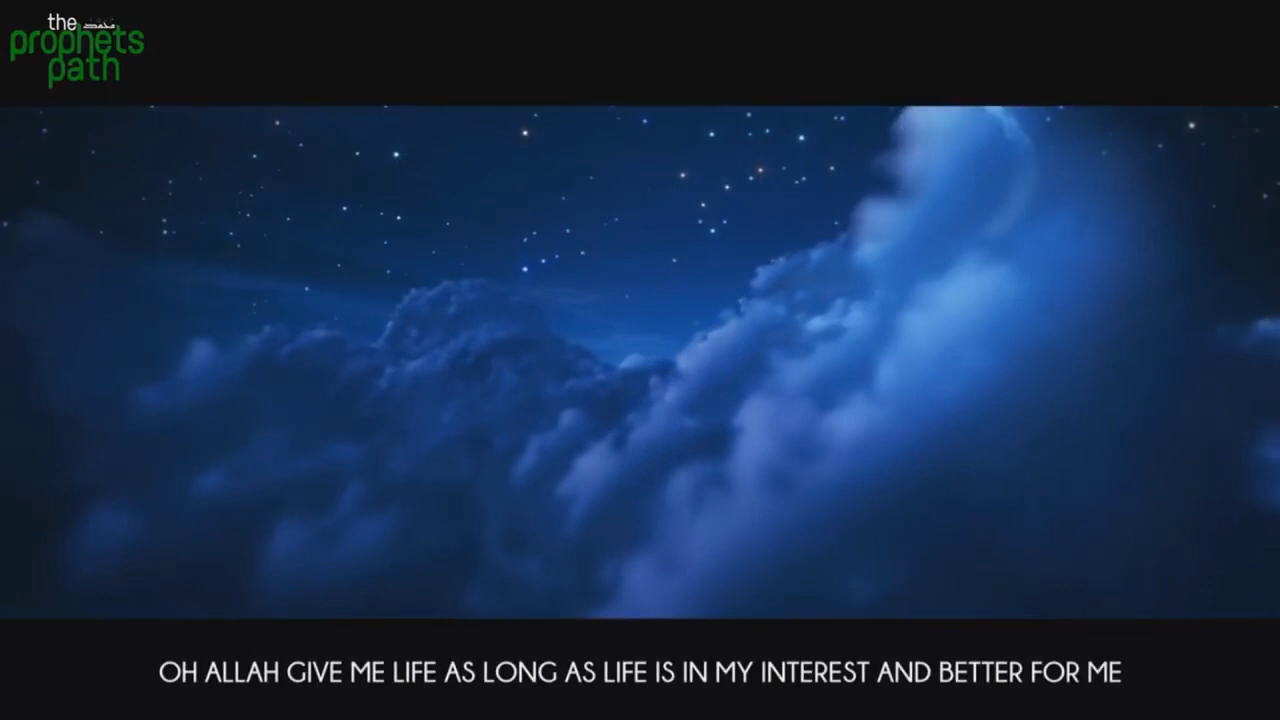 the محمد
prophets
path
OH ALLAH GIVE ME LIFE AS LONG AS LIFE IS IN MY INTEREST AND BETTER FOR ME